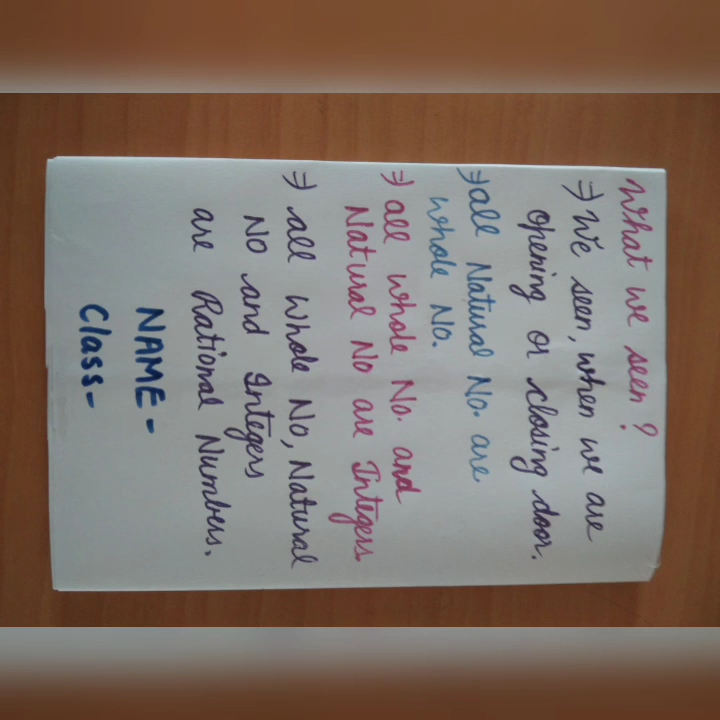 What we seen?
⇒ We seen, when we are
opening or closing door.
⇒ all Natural No. are
whole No.
⇒ all whole No. and
Natural No are Integers
⇒ all Whole No, Natural
No and Integers
are Rational Numbers.
NAME-
Class-